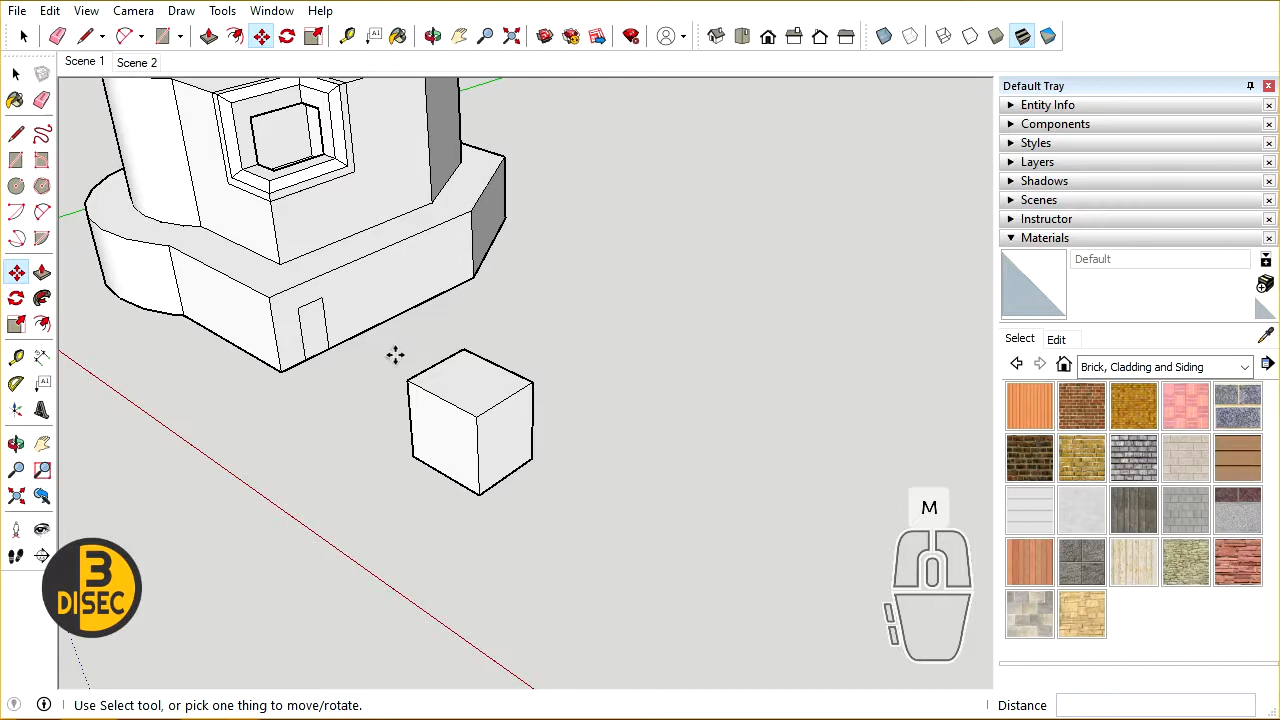 File Edit View Camera Draw Tools Window Help
A1
Scene 1 Scene 2
Default Tray
Entity Info
Components
Styles
Layers
Shadows
Scenes
Instructor
Materials
Default
Select Edit
Brick, Cladding and Siding
A1
M
3
DISEC
Use Select tool, or pick one thing to move/rotate.
Distance